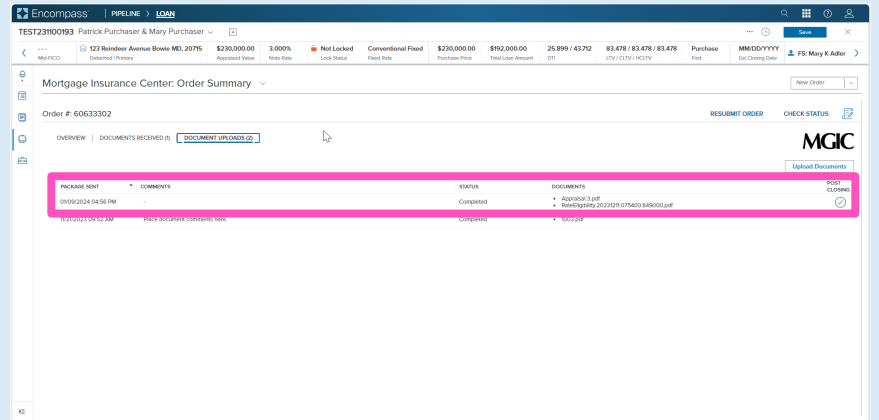 Encompass | PIPELINE > LOAN
TEST231100193 Patrick Purchaser & Mary Purchaser
Save
--- 123 Reindeer Avenue Bowie MD, 20715 $230,000.00 3.000% Not Locked Conventional Fixed $230,000.00 $192,000.00 25.899 / 43.712 83.478 / 83.478 / 83.478 Purchase MM/DD/YYYY FS: Mary K Adler
Mid-FICO Detached | Primary Appraised Value Note Rate Lock Status Fixed Rate Purchase Price Total Loan Amount DTI LTV / CLTV / HCLTV First Est Closing Date
Mortgage Insurance Center: Order Summary
New Order
Order #: 60633302
RESUBMIT ORDER CHECK STATUS
OVERVIEW | DOCUMENTS RECEIVED (1) DOCUMENT UPLOADS (2)
MGIC
Upload Documents
PACKAGE SENT COMMENTS STATUS DOCUMENTS POST CLOSING
01/09/2024 04:56 PM - Completed • Appraisal 3.pdf
• RateEligibility.20231211.075400.849000.pdf
11/21/2023 09:52 AM Place document comments here. Completed • 1003.pdf